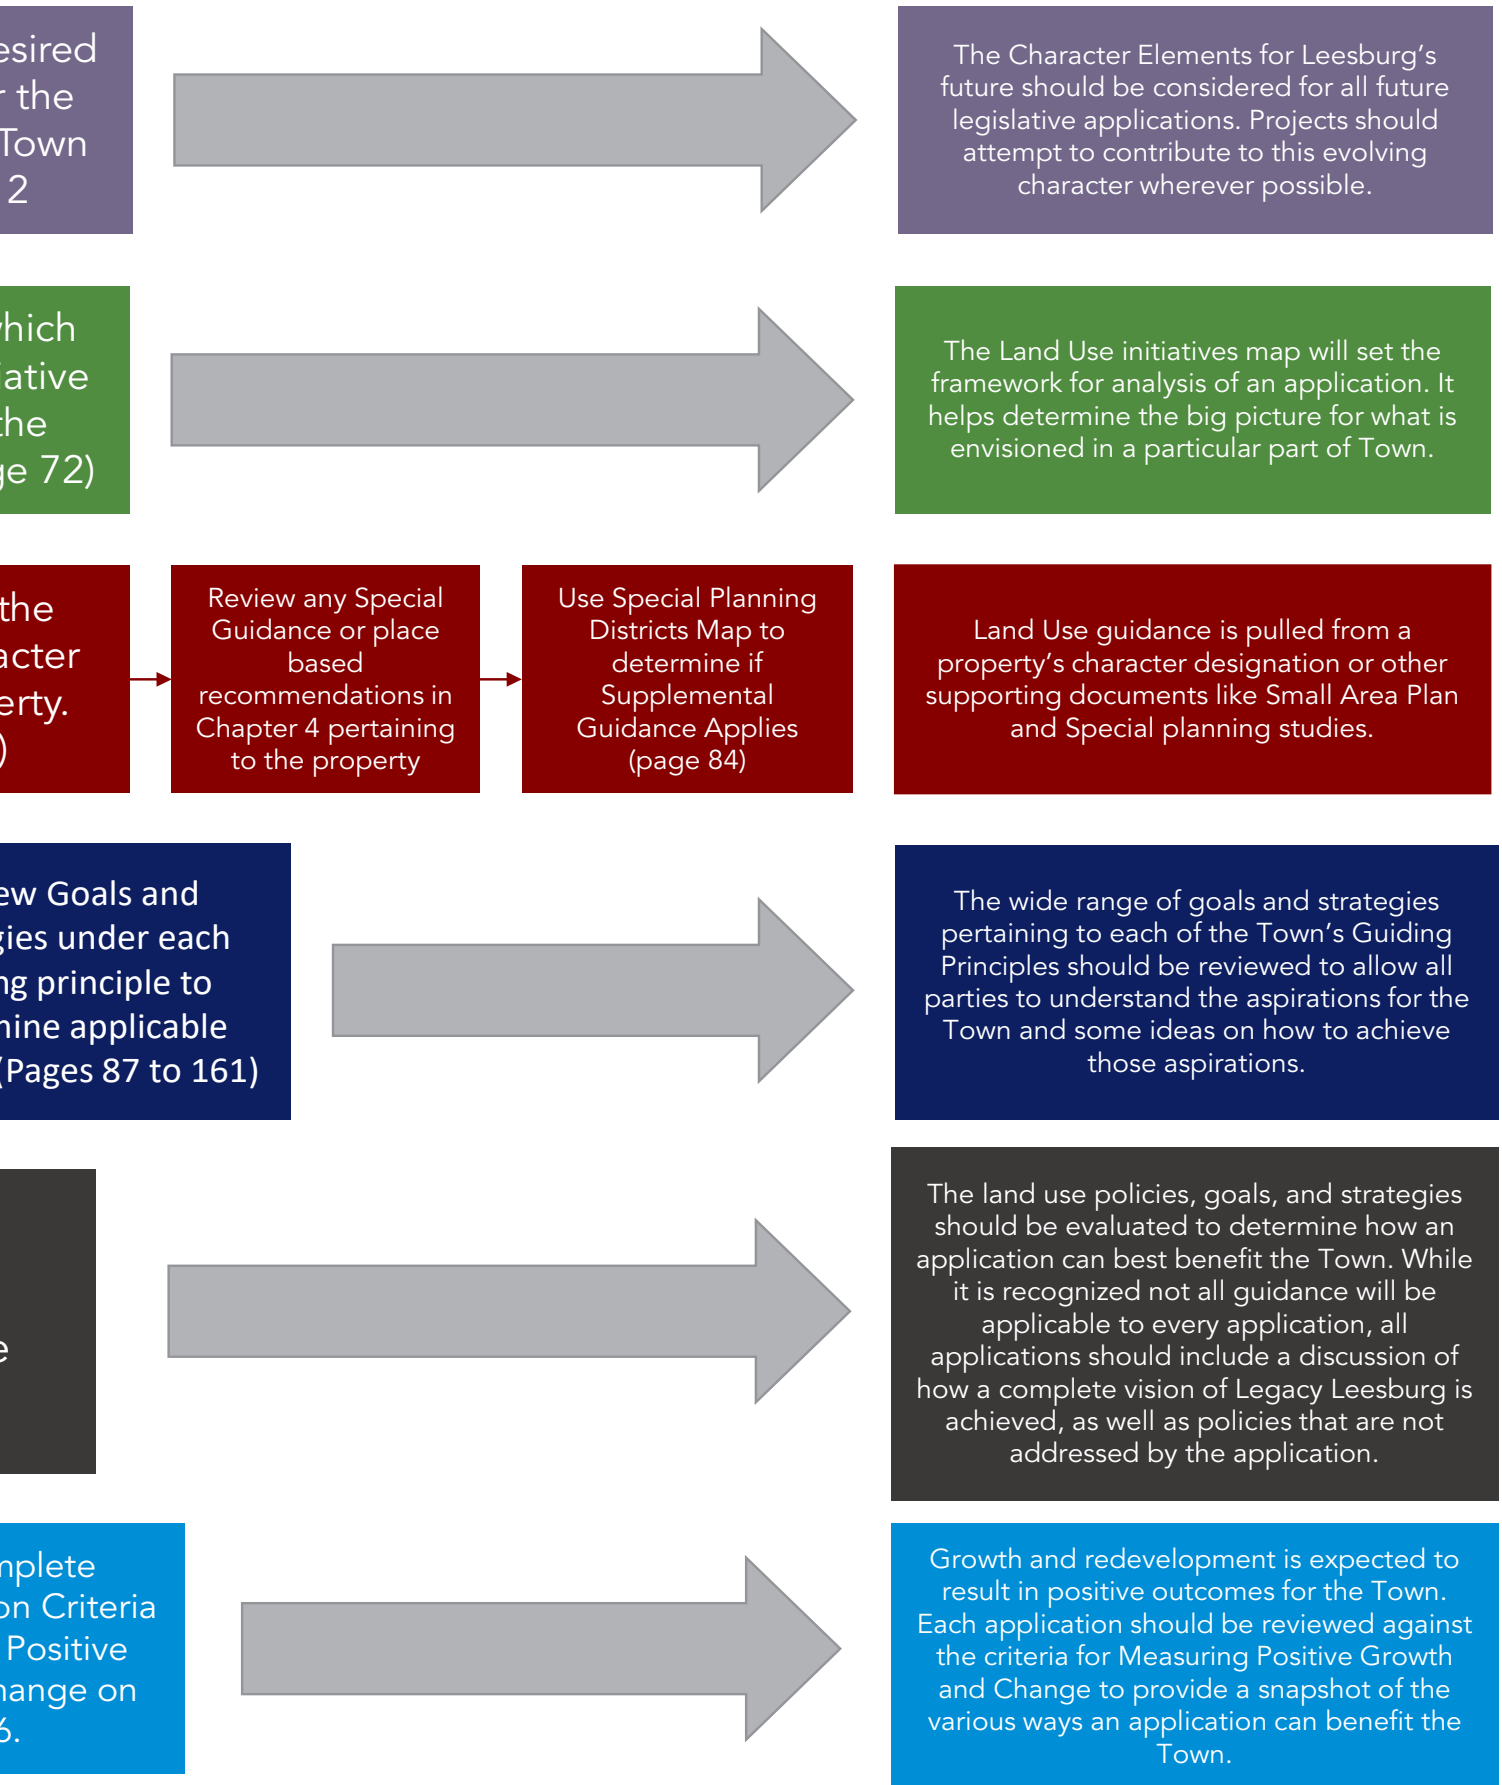 esired
r the
Town
2
The Character Elements for Leesburg's
future should be considered for all future
legislative applications. Projects should
attempt to contribute to this evolving
character wherever possible.
which
iative
the
ge 72)
The Land Use initiatives map will set the
framework for analysis of an application. It
helps determine the big picture for what is
envisioned in a particular part of Town.
the
acter
erty.
)
Review any Special
Guidance or place
based
recommendations in
Chapter 4 pertaining
to the property
Use Special Planning
Districts Map to
determine if
Supplemental
Guidance Applies
(page 84)
Land Use guidance is pulled from a
property's character designation or other
supporting documents like Small Area Plan
and Special planning studies.
ew Goals and
gies under each
ng principle to
mine applicable
(Pages 87 to 161)
The wide range of goals and strategies
pertaining to each of the Town's Guiding
Principles should be reviewed to allow all
parties to understand the aspirations for the
Town and some ideas on how to achieve
those aspirations.
e
The land use policies, goals, and strategies
should be evaluated to determine how an
application can best benefit the Town. While
it is recognized not all guidance will be
applicable to every application, all
applications should include a discussion of
how a complete vision of Legacy Leesburg is
achieved, as well as policies that are not
addressed by the application.
mplete
on Criteria
Positive
hange on
6.
Growth and redevelopment is expected to
result in positive outcomes for the Town.
Each application should be reviewed against
the criteria for Measuring Positive Growth
and Change to provide a snapshot of the
various ways an application can benefit the
Town.